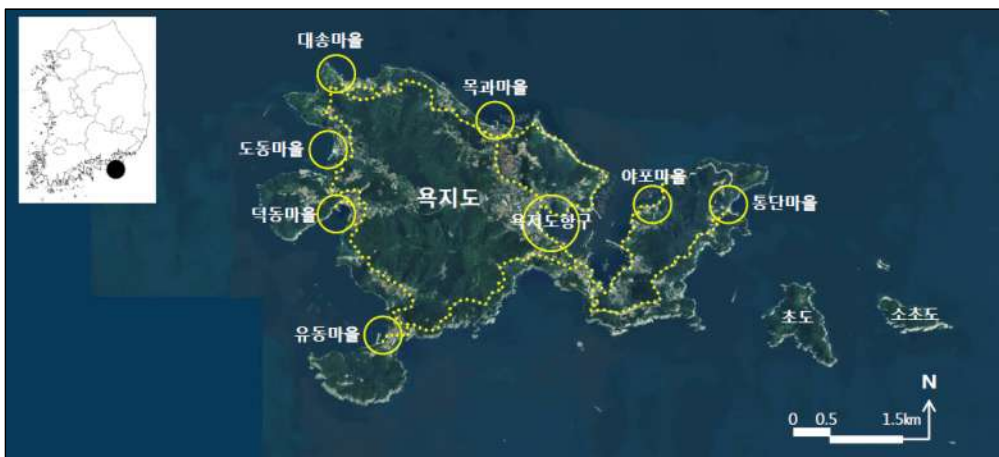 대송마을
목과마을
도동마을
야포마을
통단마을
욕지도
덕동마을
욕지도항구
초도
소초도
유동마을
N
0 0.5 1.5km